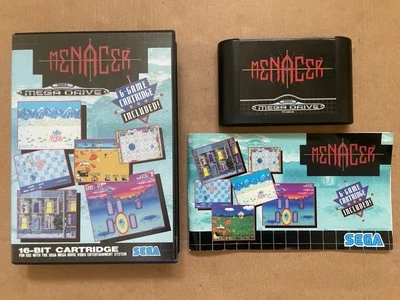 MENACER
SEGA
MEGA DRIVE
6 GAME
CARTRIDGE
INCLUDED!
16-BIT CARTRIDGE
FOR USE WITH THE SEGA MEGA DRIVE VIDEO ENTERTAINMENT SYSTEM
SEGA
MENACER
MEGA DRIVE
MENACER
6 GAME
CARTRIDGE
INCLUDED!
SEGA